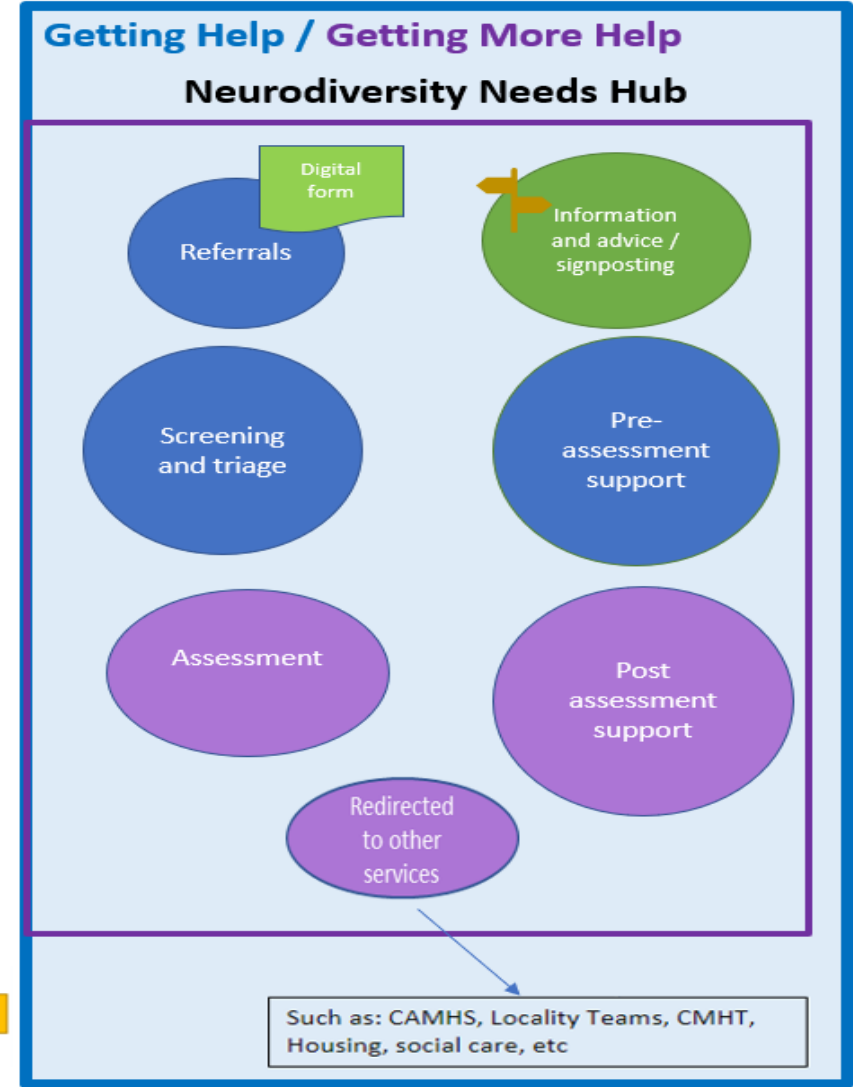 Getting Help / Getting More Help
Neurodiversity Needs Hub
Digital
form
Referrals
Information
and advice /
signposting
Screening
and triage
Pre-
assessment
support
Assessment
Post
assessment
support
Redirected
to other
services
Such as: CAMHS, Locality Teams, CMHT,
Housing, social care, etc